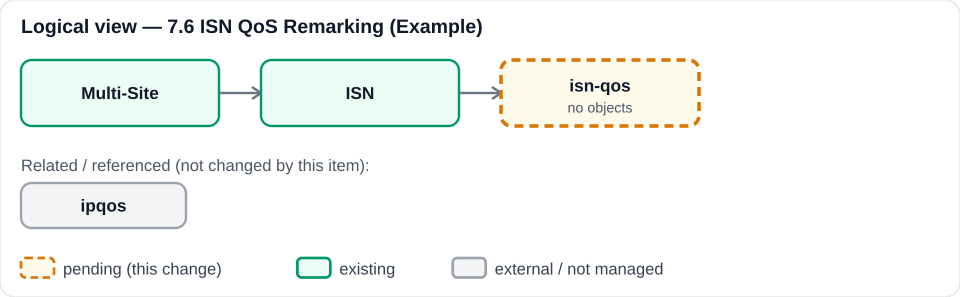 Logical view — 7.6 ISN QoS Remarking (Example)
Multi-Site
ISN
isn-qos
no objects
Related / referenced (not changed by this item):
ipqos
pending (this change)
existing
external / not managed